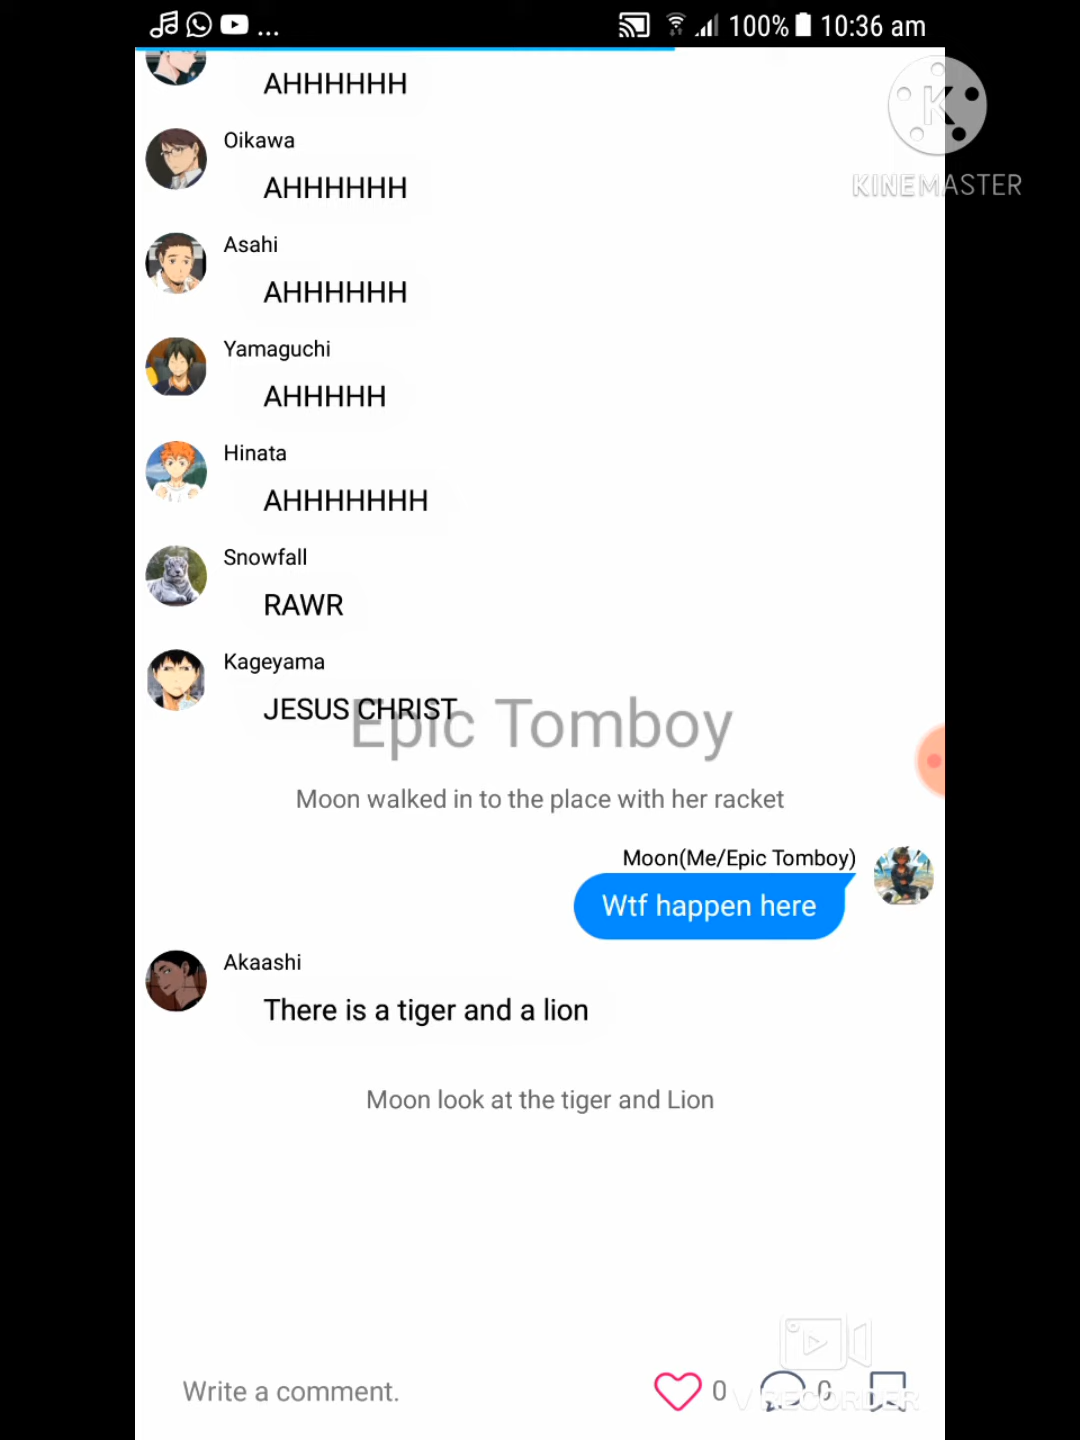 ... 100% 10:36 am
AHHHHHH
K
KINEMASTER
Oikawa
AHHHHHH
Asahi
AHHHHHH
Yamaguchi
AHHHHH
Hinata
AHHHHHHH
Snowfall
RAWR
Kageyama
JESUS CHRIST
Epic Tomboy
Moon walked in to the place with her racket
Moon(Me/Epic Tomboy)
Wtf happen here
Akaashi
There is a tiger and a lion
Moon look at the tiger and Lion
Write a comment.
0
0
V RECORDER